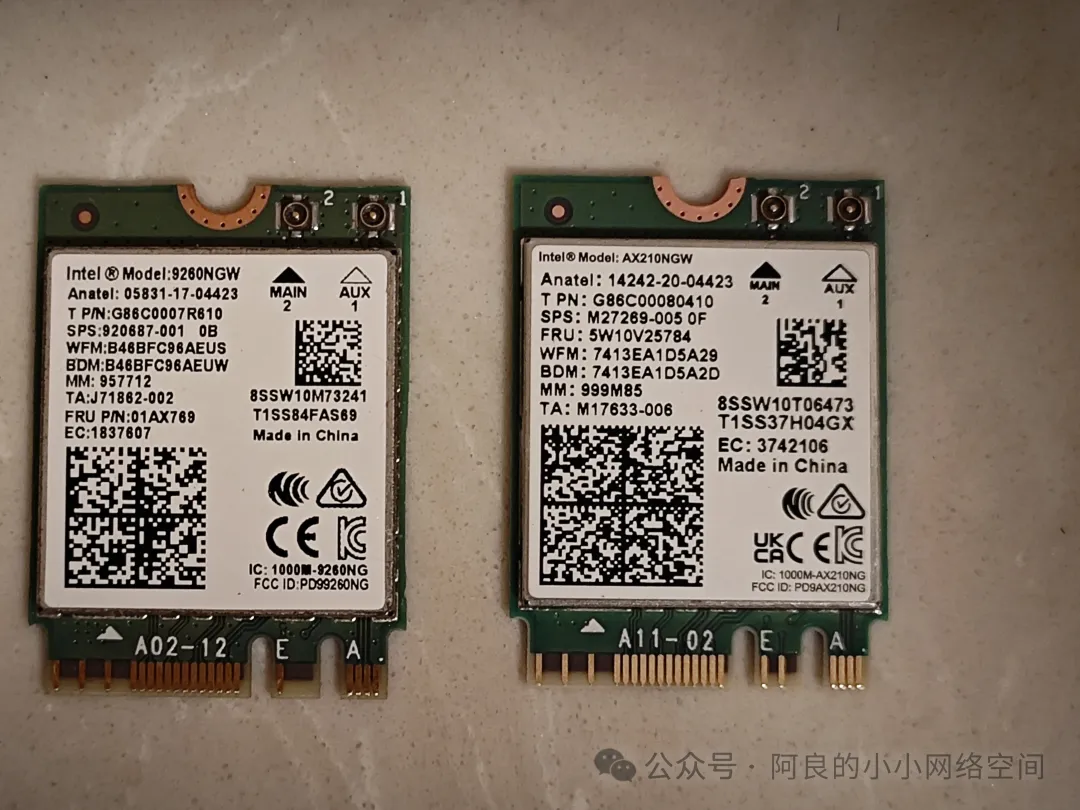 2
1
Intel® Model:9260NGW
Anatel: 05831-17-04423
T P/N:G86C0007R610
SPS:920687-001 0B
WFM:B46BFC96AEUS
BDM:B46BFC96AEUW
MM: 957712
TA:J71862-002
FRU P/N:01AX769
EC:1837607
MAIN
2
AUX
1
8SSW10M73241
T1SS84FAS69
Made in China
CE
IC: 1000M-9260NG
FCC ID:PD99260NG
A02-12
E
A
2
1
Intel® Model: AX210NGW
Anatel: 14242-20-04423
T PN: G86C00080410
SPS: M27269-005 0F
FRU: 5W10V25784
WFM: 7413EA1D5A29
BDM: 7413EA1D5A2D
MM: 999M85
TA: M17633-006
MAIN
2
AUX
1
8SSW10T06473
T1SS37H04GX
EC: 3742106
Made in China
UK
CA
CE
IC: 1000M-AX210NG
FCC ID: PD9AX210NG
A11-02
E
A
公众号 · 阿良的小小网络空间